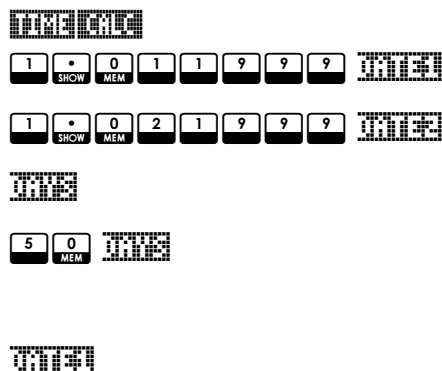 TIME CALC
1 • SHOW 0 MEM 1 1 9 9 9 DATE1
1 • SHOW 0 MEM 2 1 9 9 9 DATE2
DAYS
5 0 MEM DAYS
DATE1